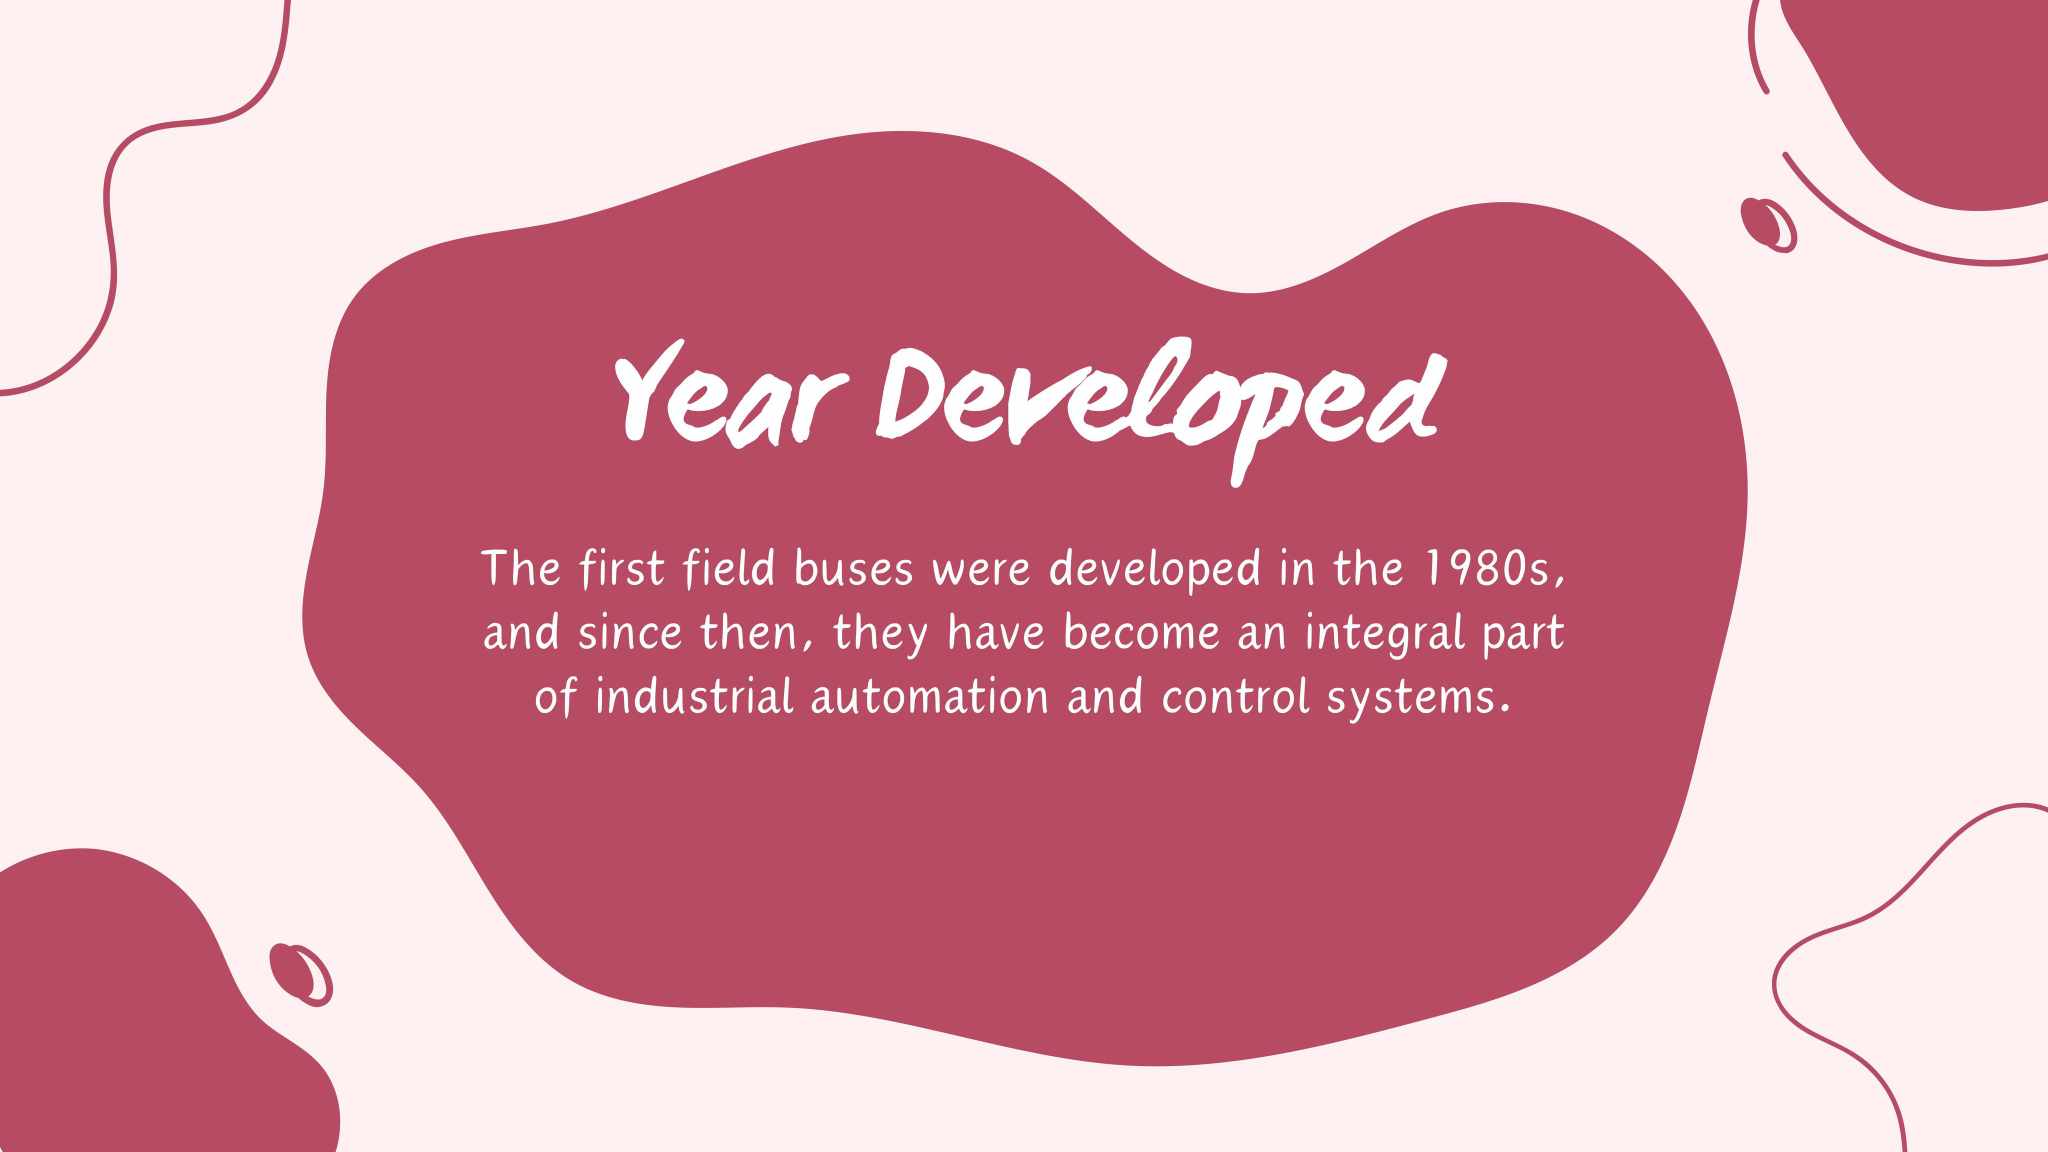 Year Developed
The first field buses were developed in the 1980s,
and since then, they have become an integral part
of industrial automation and control systems.